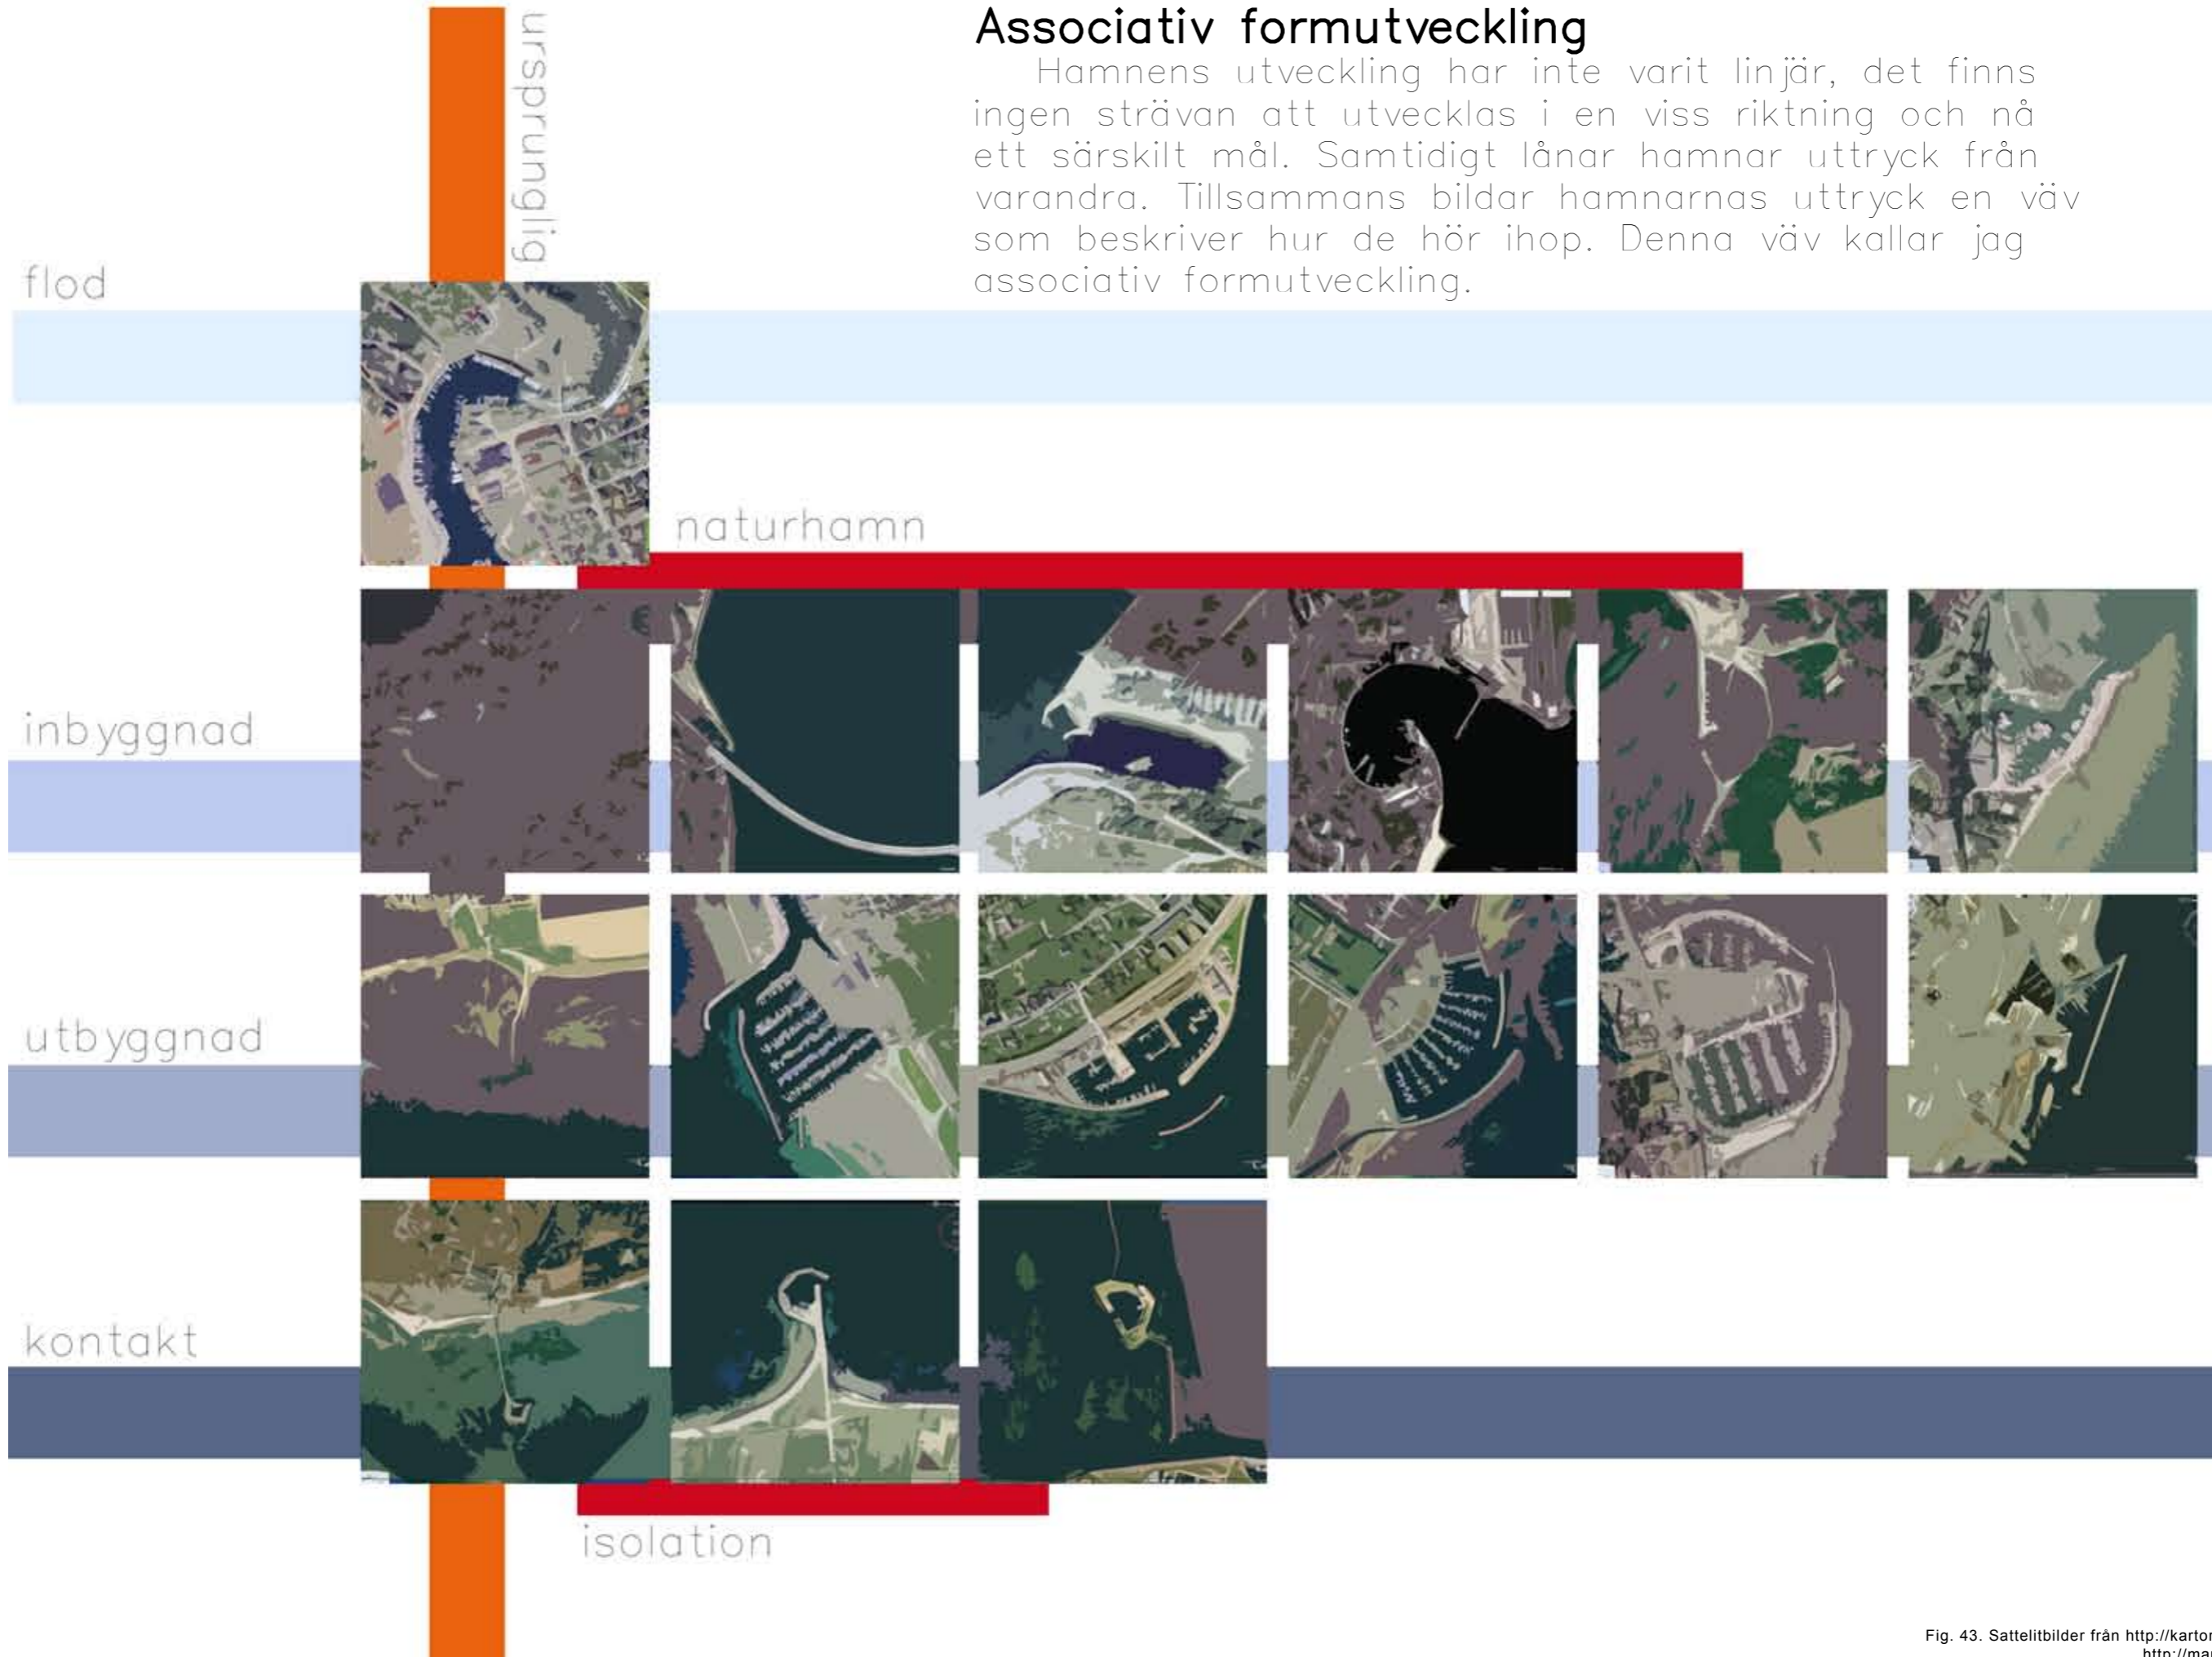 Associativ formutveckling
Hamnens utveckling har inte varit linjär, det finns
ingen strävan att utvecklas i en viss riktning och nå
ett särskilt mål. Samtidigt lånar hamnar uttryck från
varandra. Tillsammans bildar hamnarnas uttryck en väv
som beskriver hur de hör ihop. Denna väv kallar jag
associativ formutveckling.
ursprunglig
flod
naturhamn
inbyggnad
utbyggnad
kontakt
isolation
Fig. 43. Sattelitbilder från http://kartor
http://ma